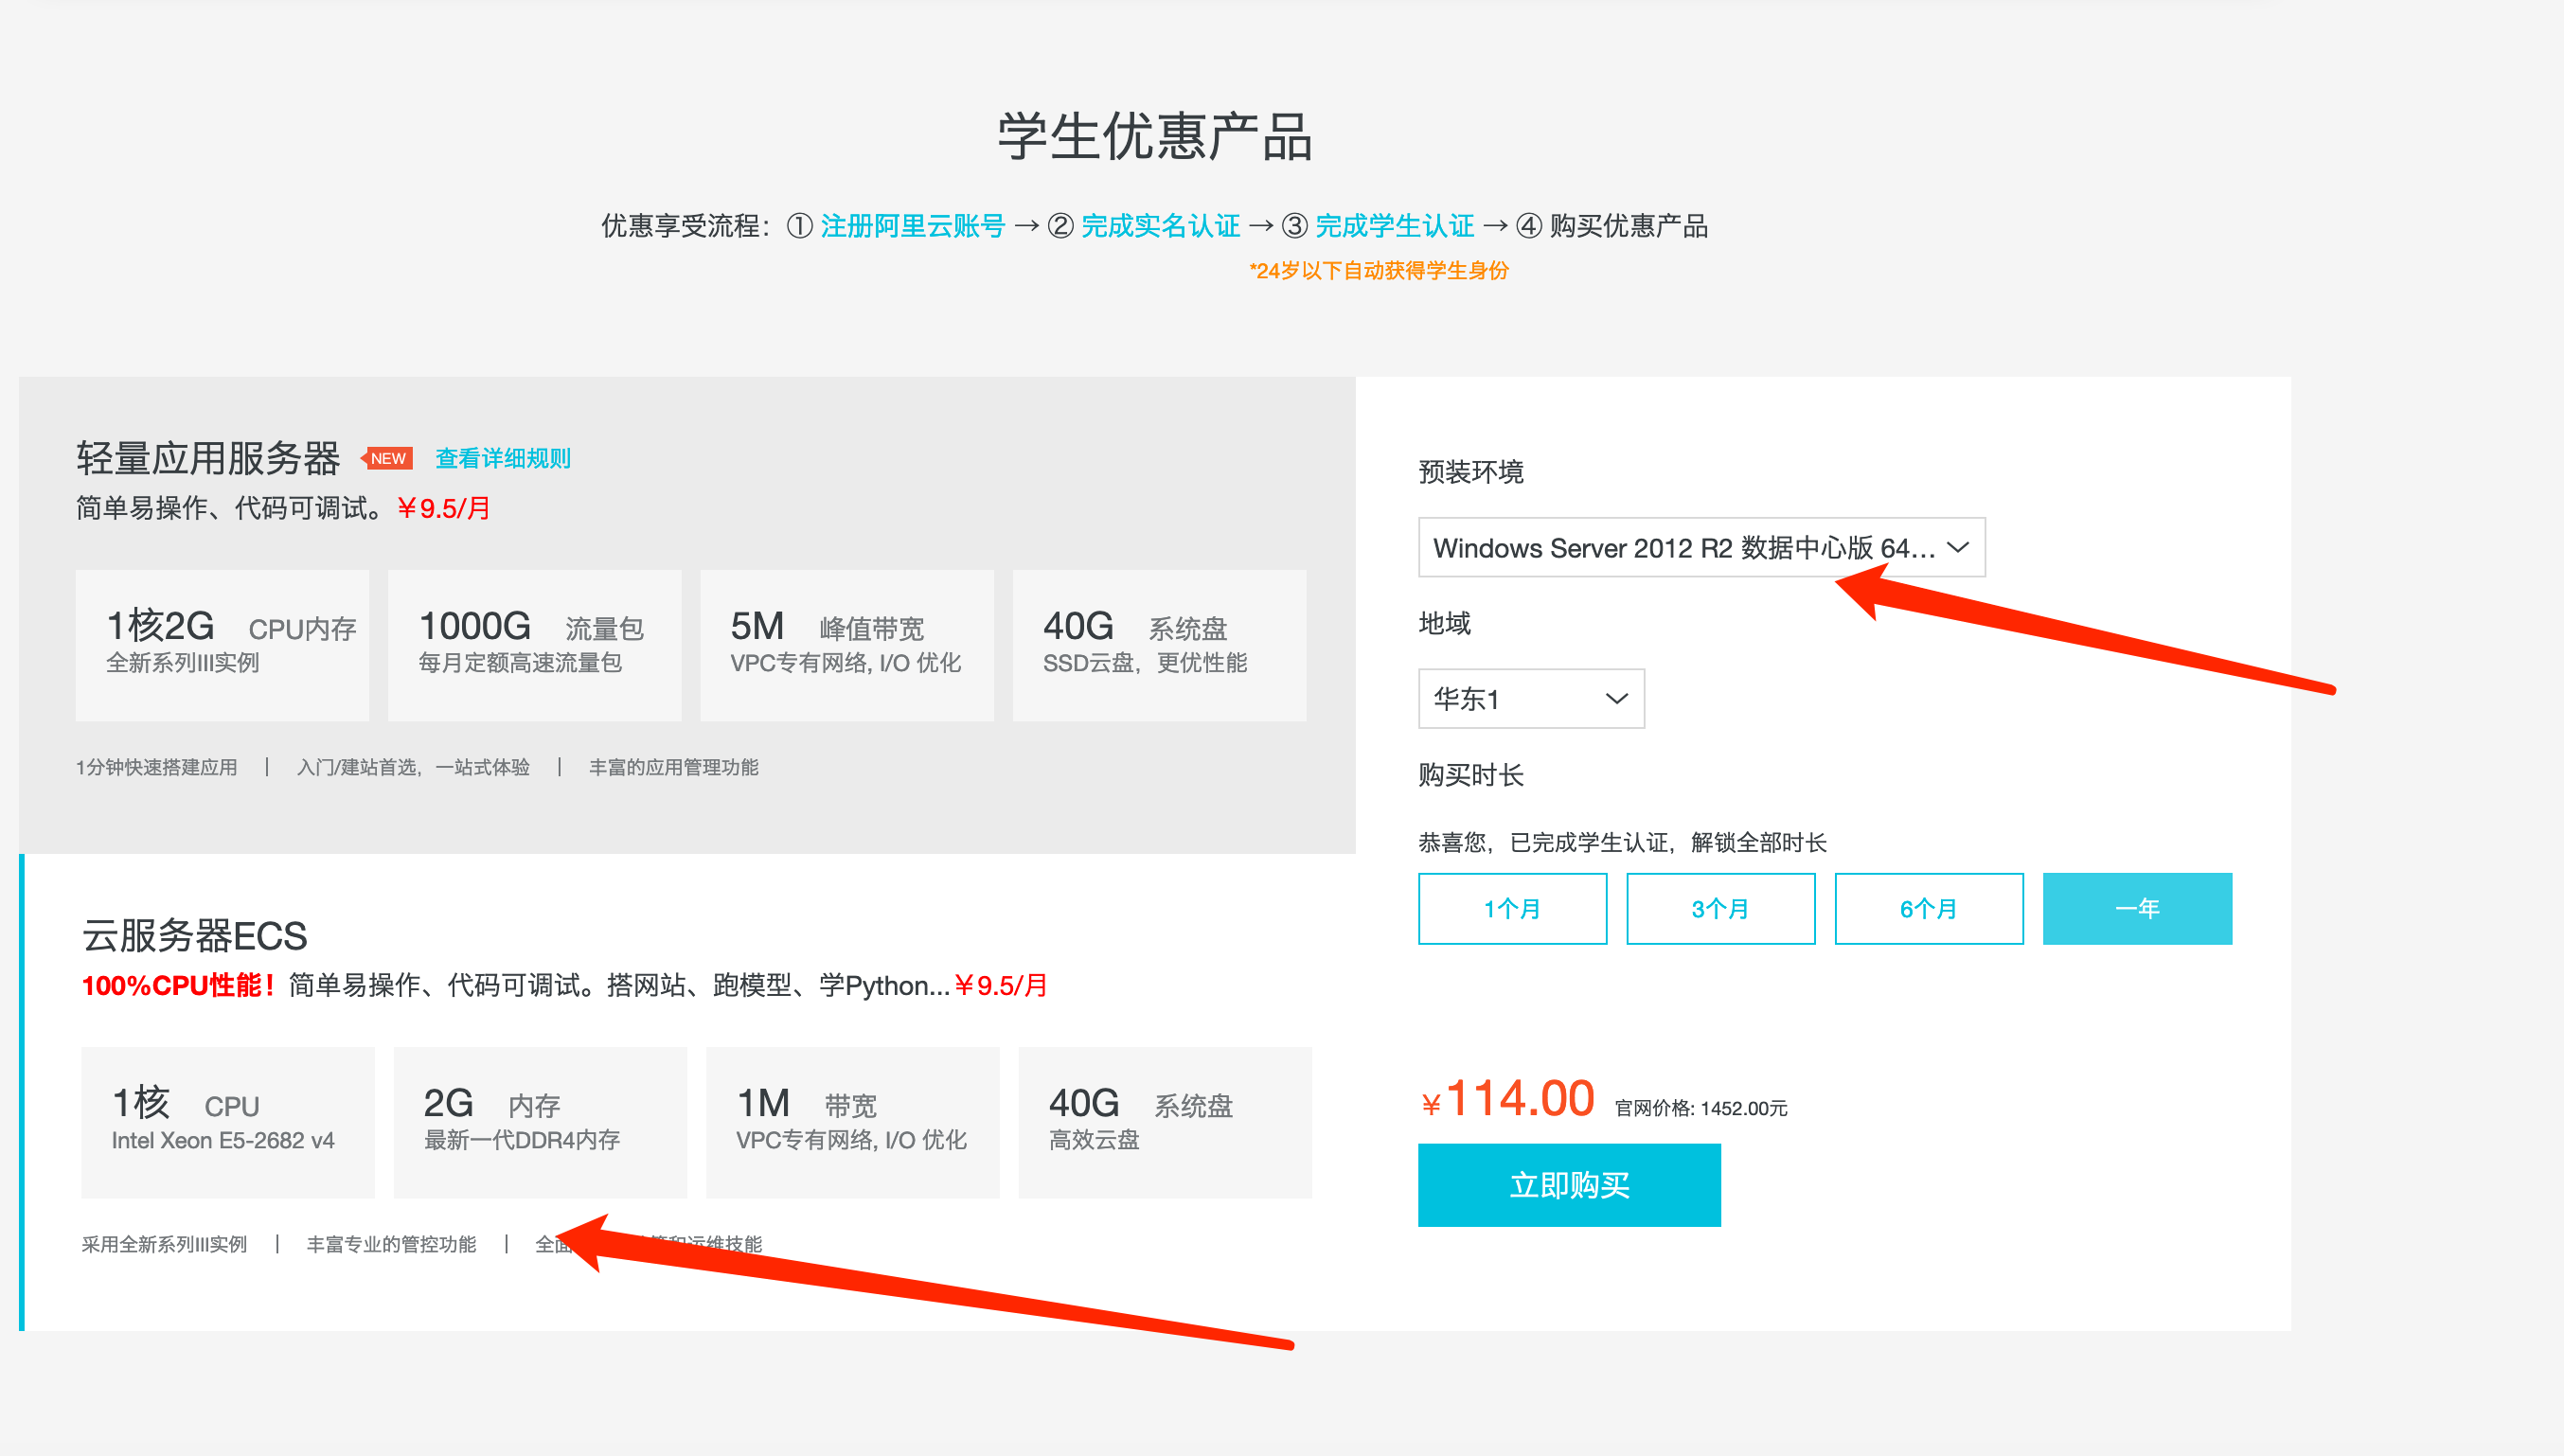 学生优惠产品
优惠享受流程：① 注册阿里云账号 → ② 完成实名认证 → ③ 完成学生认证 → ④ 购买优惠产品
*24岁以下自动获得学生身份
轻量应用服务器 NEW 查看详细规则
简单易操作、代码可调试。¥9.5/月
1核2G CPU内存
全新系列III实例
1000G 流量包
每月定额高速流量包
5M 峰值带宽
VPC专有网络, I/O 优化
40G 系统盘
SSD云盘，更优性能
1分钟快速搭建应用 | 入门/建站首选，一站式体验 | 丰富的应用管理功能
云服务器ECS
100%CPU性能！简单易操作、代码可调试。搭网站、跑模型、学Python...¥9.5/月
1核 CPU
Intel Xeon E5-2682 v4
2G 内存
最新一代DDR4内存
1M 带宽
VPC专有网络, I/O 优化
40G 系统盘
高效云盘
采用全新系列III实例 | 丰富专业的管控功能 | 全面 和运维技能
预装环境
Windows Server 2012 R2 数据中心版 64...
地域
华东1
购买时长
恭喜您，已完成学生认证，解锁全部时长
1个月 3个月 6个月 一年
¥114.00 官网价格: 1452.00元
立即购买